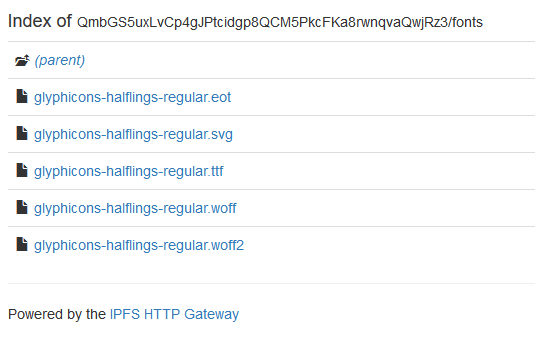 Index of QmbGS5uxLvCp4gJPtcidgp8QCM5PkcFKa8rwnqvaQwjRz3/fonts
(parent)
glyphicons-halflings-regular.eot
glyphicons-halflings-regular.svg
glyphicons-halflings-regular.ttf
glyphicons-halflings-regular.woff
glyphicons-halflings-regular.woff2
Powered by the IPFS HTTP Gateway